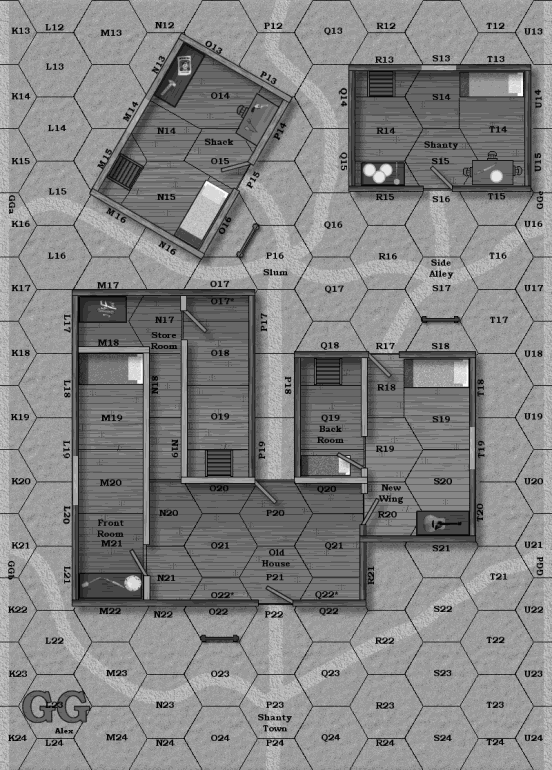 K13 L12 M13 N12 P12 Q13 R12 T12 U13
O13
S13
R13 T13
L13
N13
P13
K14 O14 Q14 S14 U14
M14
L14 N14 P14 R14 T14
Shack Shanty
M15
K15 O15 Q15 S15 U15
P15
L15 N15 R15 S16 T15
GGa GGc
M16
K16 O16 Q16 U16
N16
L16 P16 R16 Side T16
Slum Alley
K17 M17 O17 Q17 S17 U17
O17*
L17 N17 P17 T17
Store
Room
M18
K18 O18 Q18 R17 S18 U18
L18 N18 P18 R18 T18
K19 M19 O19 Q19 S19 U19
Back
Room
L19 N19 P19 R19 T19
K20 M20 O20 Q20 S20 U20
New
Wing
L20 N20 P20 R20 T20
Front
Room
K21 M21 O21 Q21 S21 U21
Old
House
GGb GGd
L21 N21 P21 R21 T21
O22* Q22*
K22 M22 N22 O22 P22 Q22 S22 U22
L22 R22 T22
K23 M23 O23 Q23 S23 U23
GG
L23 N23 P23 R23 T23
Shanty
Town
Alex
K24 L24 M24 N24 O24 P24 Q24 R24 S24 T24 U24